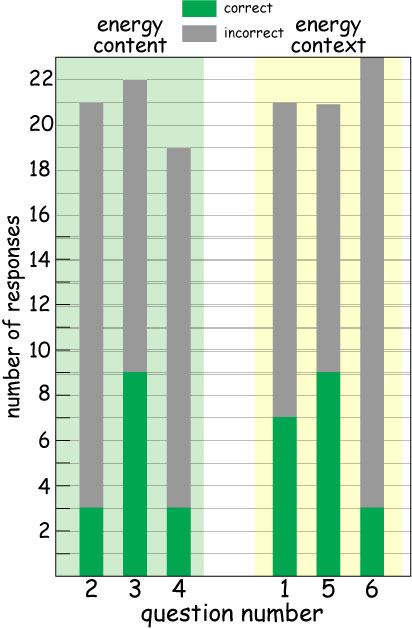 correct
incorrect
energy
content
energy
context
number of responses
22
20
18
16
14
12
10
8
6
4
2
2 3 4 1 5 6
question number